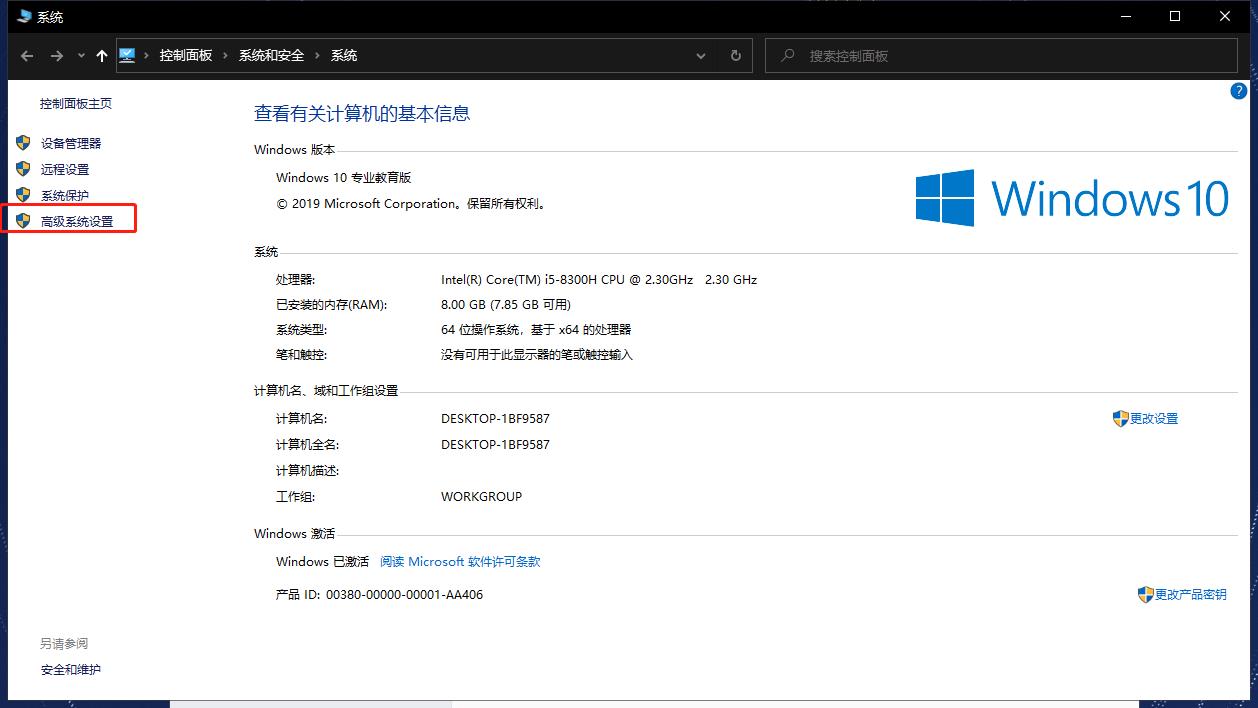 系统
控制面板 › 系统和安全 › 系统
搜索控制面板
?
控制面板主页
设备管理器
远程设置
系统保护
高级系统设置
查看有关计算机的基本信息
Windows 版本
Windows 10 专业教育版
© 2019 Microsoft Corporation。保留所有权利。
Windows 10
系统
处理器: Intel(R) Core(TM) i5-8300H CPU @ 2.30GHz 2.30 GHz
已安装的内存(RAM): 8.00 GB (7.85 GB 可用)
系统类型: 64 位操作系统，基于 x64 的处理器
笔和触控: 没有可用于此显示器的笔或触控输入
计算机名、域和工作组设置
计算机名: DESKTOP-1BF9587 更改设置
计算机全名: DESKTOP-1BF9587
计算机描述:
工作组: WORKGROUP
Windows 激活
Windows 已激活 阅读 Microsoft 软件许可条款
产品 ID: 00380-00000-00001-AA406 更改产品密钥
另请参阅
安全和维护